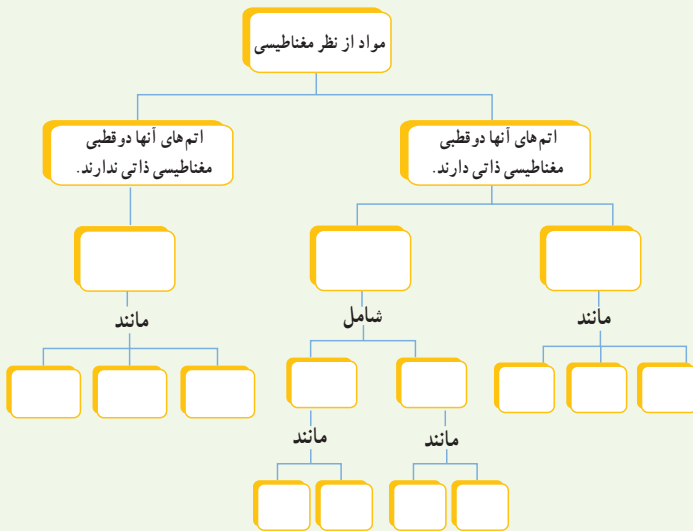 مواد از نظر مغناطیسی
اتم‌های آنها دوقطبی
مغناطیسی ذاتی دارند.
اتم‌های آنها دوقطبی
مغناطیسی ذاتی ندارند.
مانند
شامل
مانند
مانند
مانند